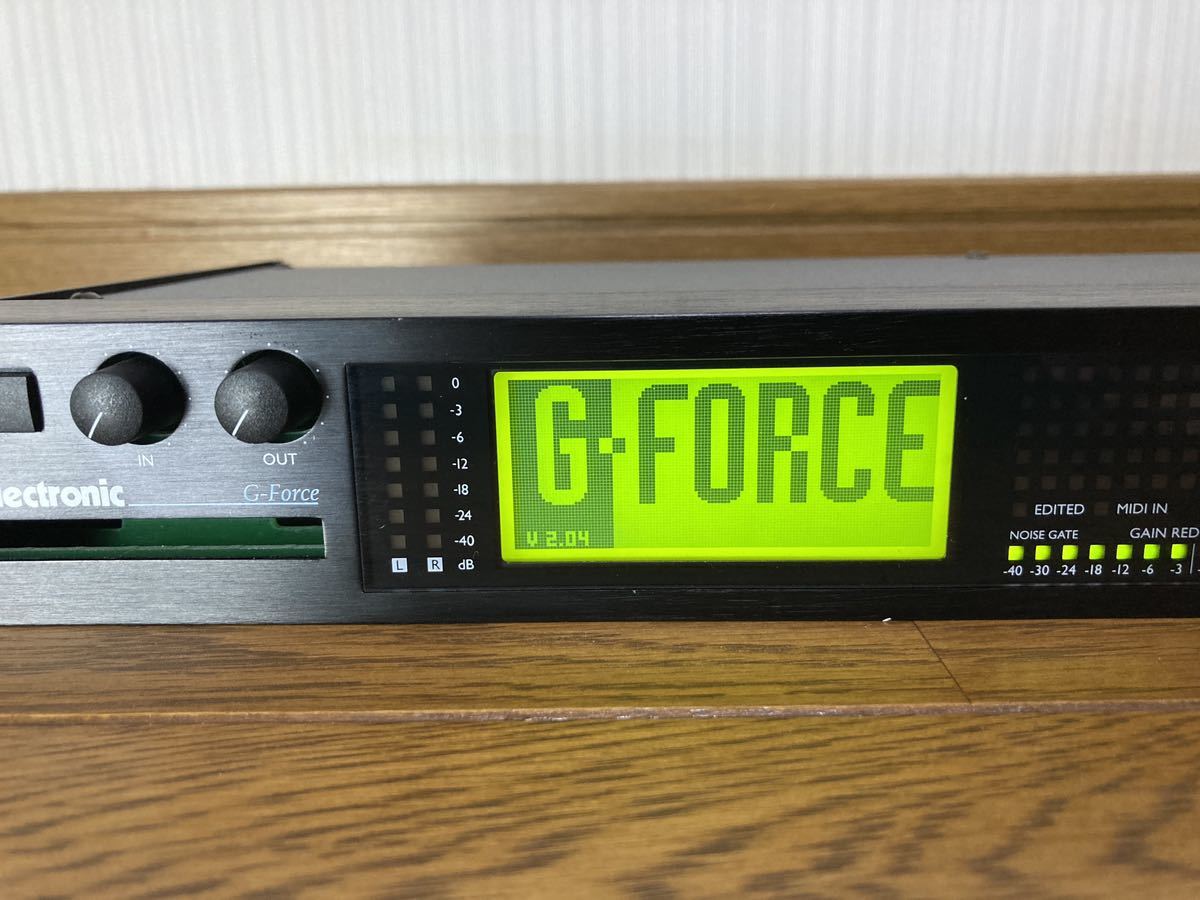 IN
OUT
lectronic
G-Force
0
-3
-6
-12
-18
-24
-40
L R dB
G·FORCE
V 2.04
EDITED MIDI IN
NOISE GATE GAIN RED
-40 -30 -24 -18 -12 -6 -3